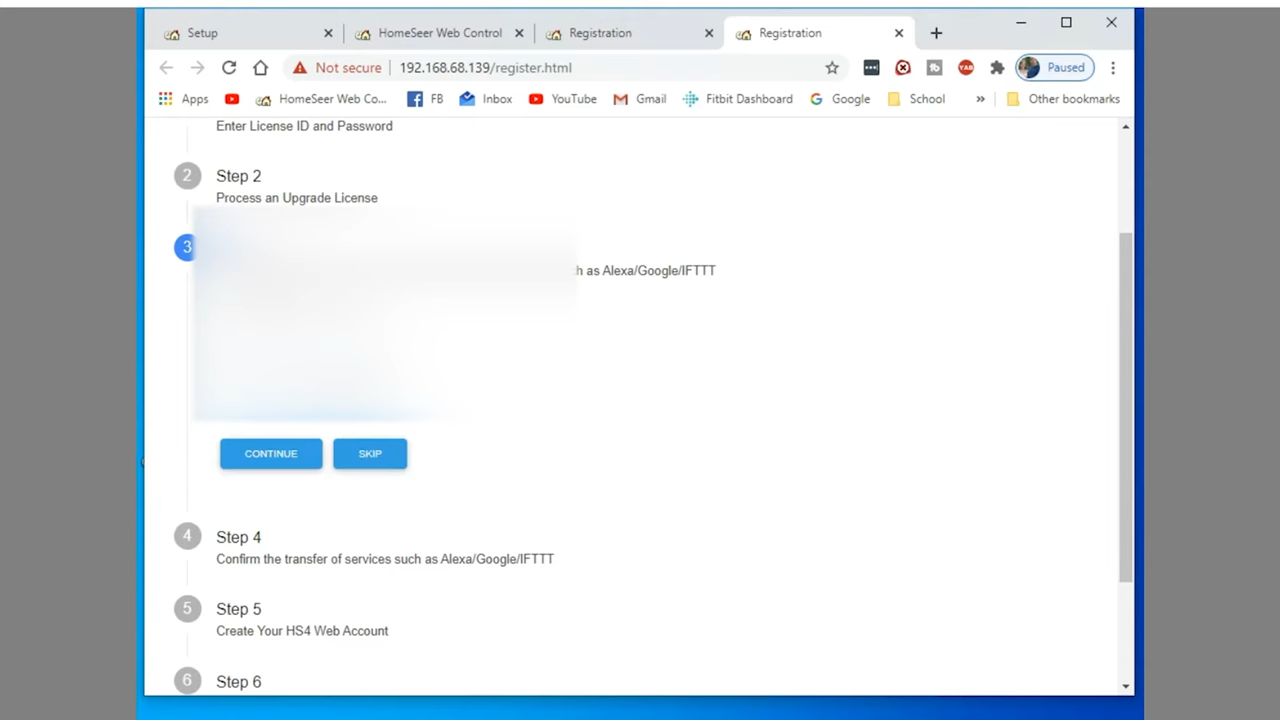 Setup
HomeSeer Web Control
Registration
Registration
Not secure
192.168.68.139/register.html
Paused
Apps
HomeSeer Web Co...
FB
Inbox
YouTube
Gmail
Fitbit Dashboard
Google
School
»
Other bookmarks
Enter License ID and Password
2 Step 2
Process an Upgrade License
3
as Alexa/Google/IFTTT
CONTINUE
SKIP
4 Step 4
Confirm the transfer of services such as Alexa/Google/IFTTT
5 Step 5
Create Your HS4 Web Account
6 Step 6